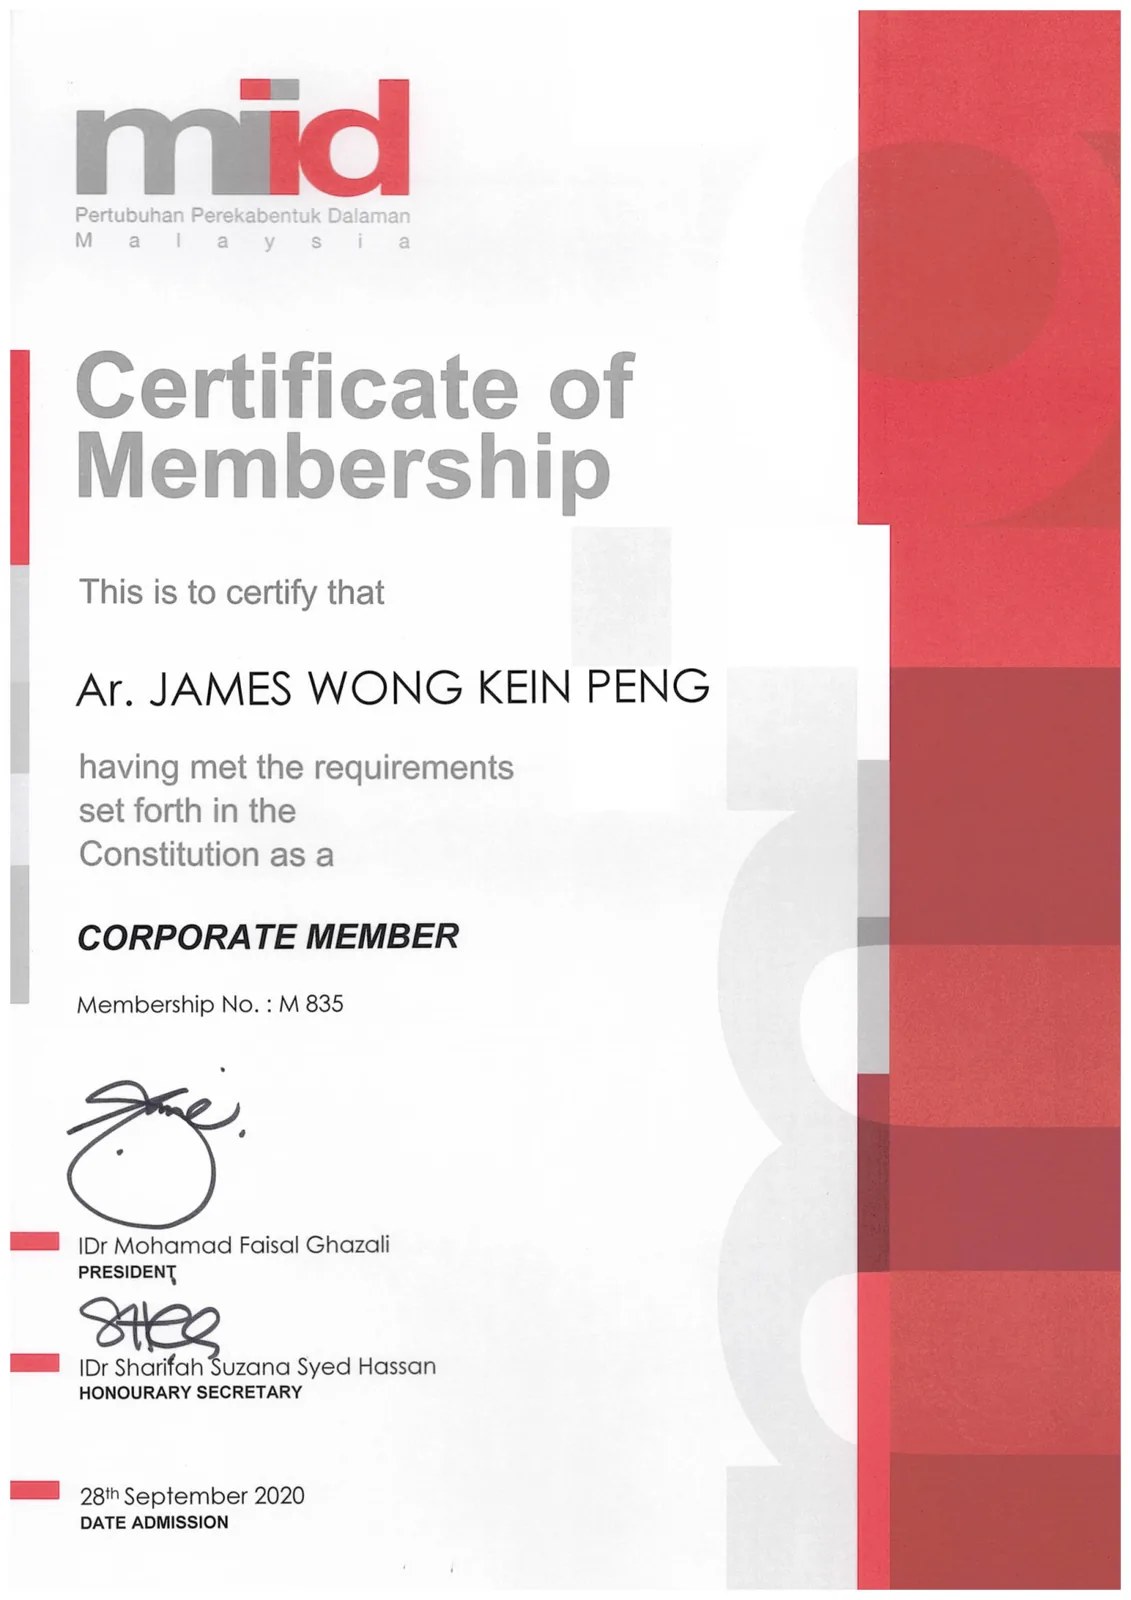 miid
Pertubuhan Perekabentuk Dalaman
Malaysia
Certificate of
Membership
This is to certify that
Ar. JAMES WONG KEIN PENG
having met the requirements
set forth in the
Constitution as a
CORPORATE MEMBER
Membership No. : M 835
IDr Mohamad Faisal Ghazali
PRESIDENT
IDr Sharifah Suzana Syed Hassan
HONOURARY SECRETARY
28th September 2020
DATE ADMISSION